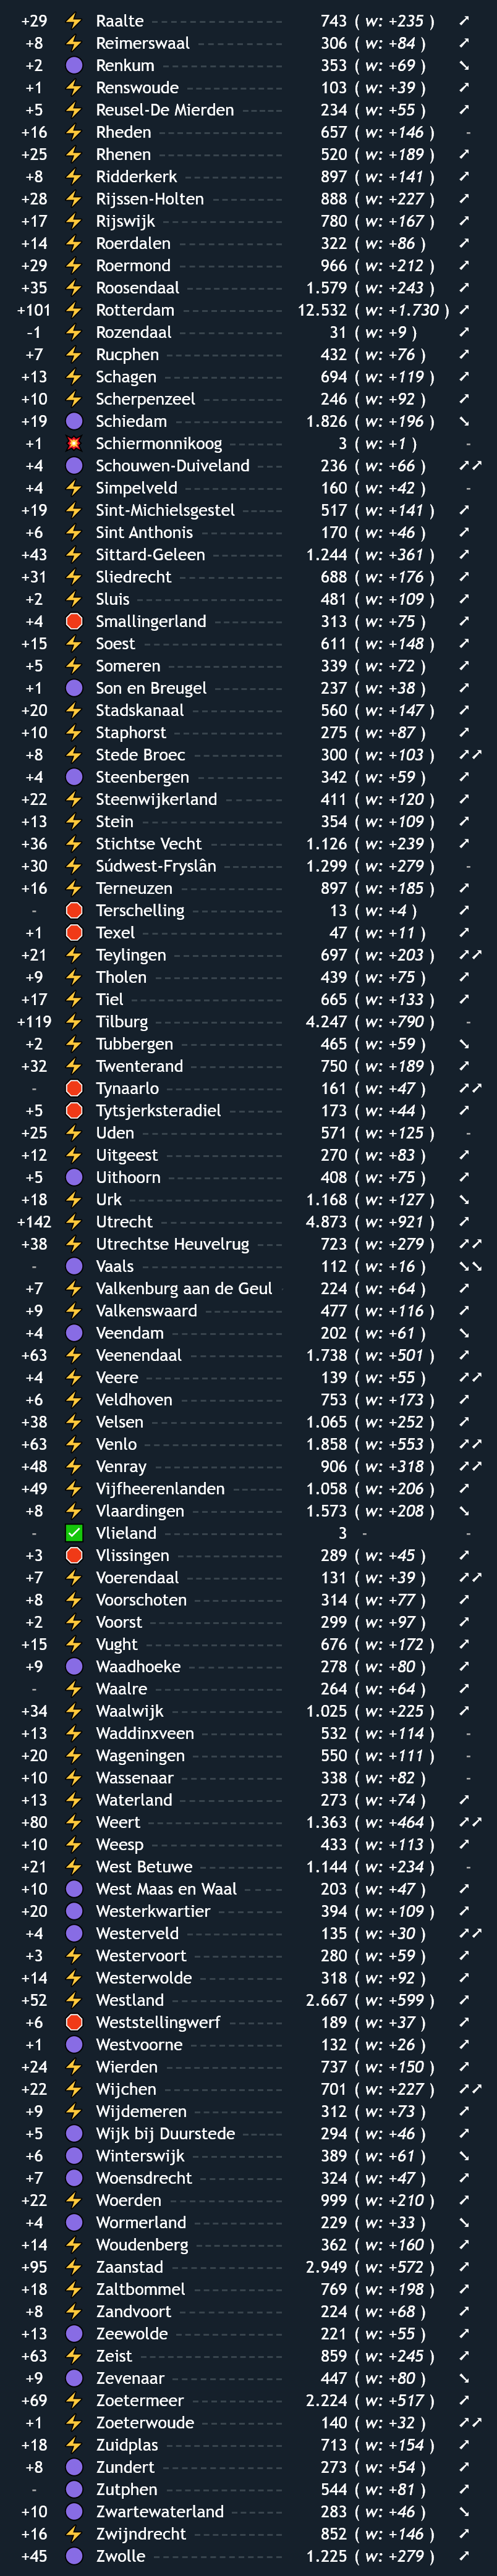 +29 ⚡ Raalte 743 ( w: +235 ) ↗
+8 ⚡ Reimerswaal 306 ( w: +84 ) ↗
+2 🟣 Renkum 353 ( w: +69 ) ↘
+1 ⚡ Renswoude 103 ( w: +39 ) ↗
+5 ⚡ Reusel-De Mierden 234 ( w: +55 ) ↗
+16 ⚡ Rheden 657 ( w: +146 ) -
+25 ⚡ Rhenen 520 ( w: +189 ) ↗
+8 ⚡ Ridderkerk 897 ( w: +141 ) ↗
+28 ⚡ Rijssen-Holten 888 ( w: +227 ) ↗
+17 ⚡ Rijswijk 780 ( w: +167 ) ↗
+14 ⚡ Roerdalen 322 ( w: +86 ) ↗
+29 ⚡ Roermond 966 ( w: +212 ) ↗
+35 ⚡ Roosendaal 1.579 ( w: +243 ) ↗
+101 ⚡ Rotterdam 12.532 ( w: +1.730 ) ↗
-1 ⚡ Rozendaal 31 ( w: +9 ) ↗
+7 ⚡ Rucphen 432 ( w: +76 ) ↗
+13 ⚡ Schagen 694 ( w: +119 ) ↗
+10 ⚡ Scherpenzeel 246 ( w: +92 ) ↗
+19 🟣 Schiedam 1.826 ( w: +196 ) ↘
+1 💥 Schiermonnikoog 3 ( w: +1 ) -
+4 🟣 Schouwen-Duiveland 236 ( w: +66 ) ↗↗
+4 ⚡ Simpelveld 160 ( w: +42 ) -
+19 ⚡ Sint-Michielsgestel 517 ( w: +141 ) ↗
+6 ⚡ Sint Anthonis 170 ( w: +46 ) ↗
+43 ⚡ Sittard-Geleen 1.244 ( w: +361 ) ↗
+31 ⚡ Sliedrecht 688 ( w: +176 ) ↗
+2 ⚡ Sluis 481 ( w: +109 ) ↗
+4 🛑 Smallingerland 313 ( w: +75 ) ↗
+15 ⚡ Soest 611 ( w: +148 ) ↗
+5 ⚡ Someren 339 ( w: +72 ) ↗
+1 🟣 Son en Breugel 237 ( w: +38 ) ↗
+20 ⚡ Stadskanaal 560 ( w: +147 ) ↗
+10 ⚡ Staphorst 275 ( w: +87 ) ↗
+8 ⚡ Stede Broec 300 ( w: +103 ) ↗↗
+4 🟣 Steenbergen 342 ( w: +59 ) ↗
+22 ⚡ Steenwijkerland 411 ( w: +120 ) ↗
+13 ⚡ Stein 354 ( w: +109 ) ↗
+36 ⚡ Stichtse Vecht 1.126 ( w: +239 ) ↗
+30 ⚡ Súdwest-Fryslân 1.299 ( w: +279 ) -
+16 ⚡ Terneuzen 897 ( w: +185 ) ↗
- 🛑 Terschelling 13 ( w: +4 ) ↗
+1 🛑 Texel 47 ( w: +11 ) ↗
+21 ⚡ Teylingen 697 ( w: +203 ) ↗↗
+9 ⚡ Tholen 439 ( w: +75 ) ↗
+17 ⚡ Tiel 665 ( w: +133 ) ↗
+119 ⚡ Tilburg 4.247 ( w: +790 ) -
+2 ⚡ Tubbergen 465 ( w: +59 ) ↘
+32 ⚡ Twenterand 750 ( w: +189 ) ↗
- 🛑 Tynaarlo 161 ( w: +47 ) ↗↗
+5 🛑 Tytsjerksteradiel 173 ( w: +44 ) ↗
+25 ⚡ Uden 571 ( w: +125 ) -
+12 ⚡ Uitgeest 270 ( w: +83 ) ↗
+5 🟣 Uithoorn 408 ( w: +75 ) ↗
+18 ⚡ Urk 1.168 ( w: +127 ) ↘
+142 ⚡ Utrecht 4.873 ( w: +921 ) ↗
+38 ⚡ Utrechtse Heuvelrug 723 ( w: +279 ) ↗↗
- 🟣 Vaals 112 ( w: +16 ) ↘↘
+7 ⚡ Valkenburg aan de Geul 224 ( w: +64 ) ↗
+9 ⚡ Valkenswaard 477 ( w: +116 ) ↗
+4 🟣 Veendam 202 ( w: +61 ) ↘
+63 ⚡ Veenendaal 1.738 ( w: +501 ) ↗
+4 ⚡ Veere 139 ( w: +55 ) ↗↗
+6 ⚡ Veldhoven 753 ( w: +173 ) ↗
+38 ⚡ Velsen 1.065 ( w: +252 ) ↗
+63 ⚡ Venlo 1.858 ( w: +553 ) ↗↗
+48 ⚡ Venray 906 ( w: +318 ) ↗↗
+49 ⚡ Vijfheerenlanden 1.058 ( w: +206 ) ↗
+8 ⚡ Vlaardingen 1.573 ( w: +208 ) ↘
- ✅ Vlieland 3 - -
+3 🛑 Vlissingen 289 ( w: +45 ) ↗
+7 ⚡ Voerendaal 131 ( w: +39 ) ↗↗
+8 ⚡ Voorschoten 314 ( w: +77 ) ↗
+2 ⚡ Voorst 299 ( w: +97 ) ↗
+15 ⚡ Vught 676 ( w: +172 ) ↗
+9 🟣 Waadhoeke 278 ( w: +80 ) ↗
- ⚡ Waalre 264 ( w: +64 ) ↗
+34 ⚡ Waalwijk 1.025 ( w: +225 ) ↗
+13 ⚡ Waddinxveen 532 ( w: +114 ) -
+20 ⚡ Wageningen 550 ( w: +111 ) -
+10 ⚡ Wassenaar 338 ( w: +82 ) -
+13 ⚡ Waterland 273 ( w: +74 ) ↗
+80 ⚡ Weert 1.363 ( w: +464 ) ↗↗
+10 ⚡ Weesp 433 ( w: +113 ) ↗
+21 ⚡ West Betuwe 1.144 ( w: +234 ) -
+10 🟣 West Maas en Waal 203 ( w: +47 ) ↗
+20 🟣 Westerkwartier 394 ( w: +109 ) ↗
+4 🟣 Westerveld 135 ( w: +30 ) ↗↗
+3 ⚡ Westervoort 280 ( w: +59 ) ↗
+14 ⚡ Westerwolde 318 ( w: +92 ) ↗
+52 ⚡ Westland 2.667 ( w: +599 ) ↗
+6 🛑 Weststellingwerf 189 ( w: +37 ) ↗
+1 🟣 Westvoorne 132 ( w: +26 ) ↗
+24 ⚡ Wierden 737 ( w: +150 ) ↗
+22 ⚡ Wijchen 701 ( w: +227 ) ↗↗
+9 ⚡ Wijdemeren 312 ( w: +73 ) ↗
+5 🟣 Wijk bij Duurstede 294 ( w: +46 ) ↗
+6 🟣 Winterswijk 389 ( w: +61 ) ↘
+7 🟣 Woensdrecht 324 ( w: +47 ) ↗
+22 ⚡ Woerden 999 ( w: +210 ) ↗
+4 🟣 Wormerland 229 ( w: +33 ) ↘
+14 ⚡ Woudenberg 362 ( w: +160 ) ↗
+95 ⚡ Zaanstad 2.949 ( w: +572 ) ↗
+18 ⚡ Zaltbommel 769 ( w: +198 ) ↗
+8 ⚡ Zandvoort 224 ( w: +68 ) ↗
+13 🟣 Zeewolde 221 ( w: +55 ) ↗
+63 ⚡ Zeist 859 ( w: +245 ) ↗
+9 🟣 Zevenaar 447 ( w: +80 ) ↘
+69 ⚡ Zoetermeer 2.224 ( w: +517 ) ↗
+1 ⚡ Zoeterwoude 140 ( w: +32 ) ↗↗
+18 ⚡ Zuidplas 713 ( w: +154 ) ↗
+8 🟣 Zundert 273 ( w: +54 ) ↗
- 🟣 Zutphen 544 ( w: +81 ) ↗
+10 🟣 Zwartewaterland 283 ( w: +46 ) ↘
+16 ⚡ Zwijndrecht 852 ( w: +146 ) ↗
+45 🟣 Zwolle 1.225 ( w: +279 ) ↗